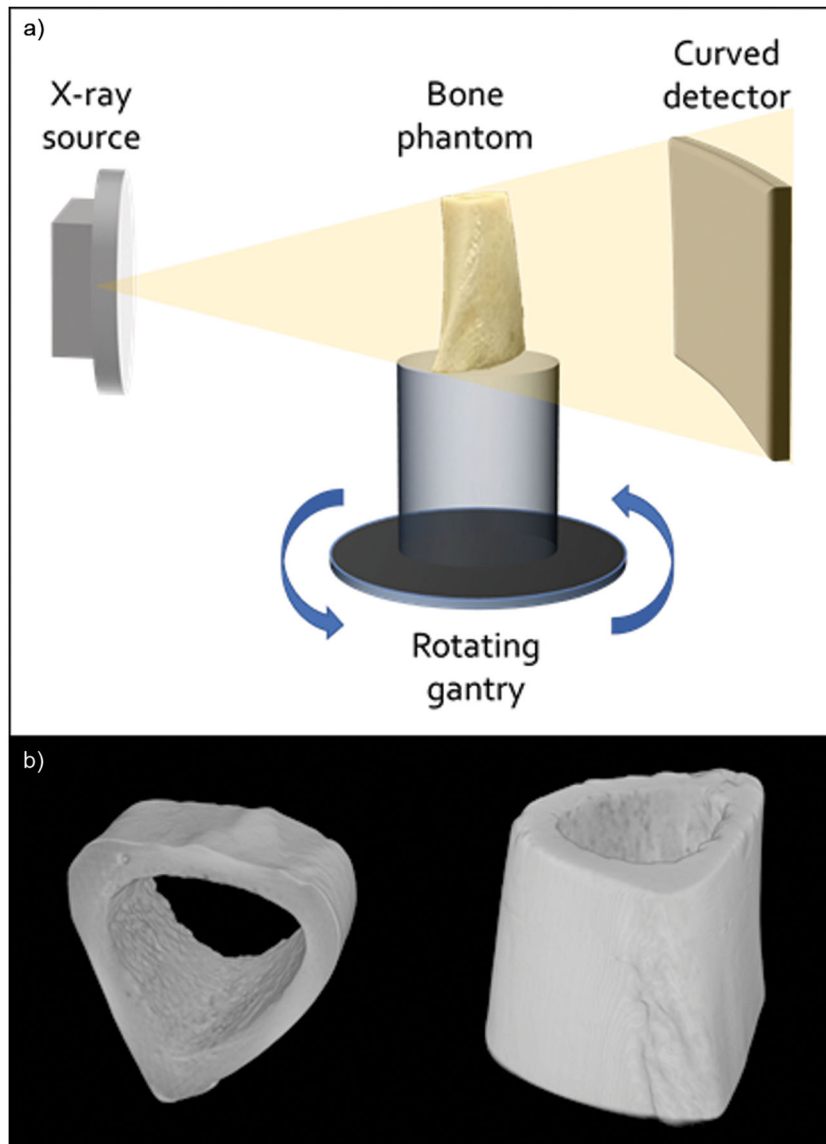 a)
X-ray
source
Bone
phantom
Curved
detector
Rotating
gantry
b)